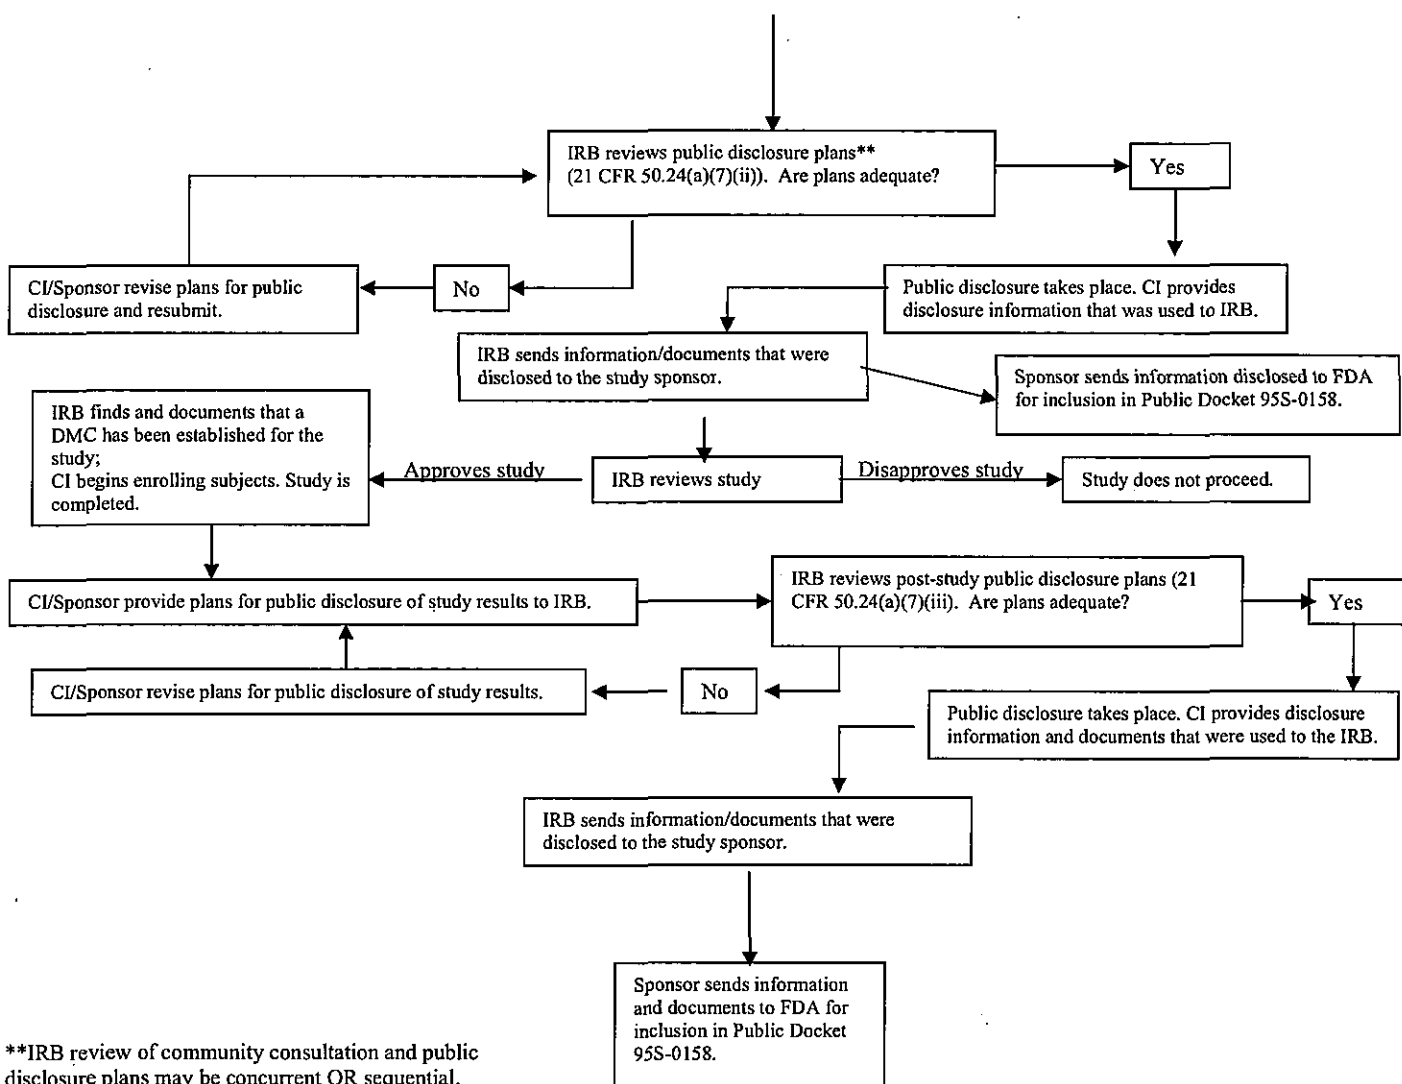 IRB reviews public disclosure plans**
(21 CFR 50.24(a)(7)(ii)).  Are plans adequate?
Yes
CI/Sponsor revise plans for public
disclosure and resubmit.
No
Public disclosure takes place. CI provides
disclosure information that was used to IRB.
IRB sends information/documents that were
disclosed to the study sponsor.
Sponsor sends information disclosed to FDA
for inclusion in Public Docket 95S-0158.
IRB finds and documents that a
DMC has been established for the
study;
CI begins enrolling subjects. Study is
completed.
Approves study
IRB reviews study
Disapproves study
Study does not proceed.
CI/Sponsor provide plans for public disclosure of study results to IRB.
IRB reviews post-study public disclosure plans (21
CFR 50.24(a)(7)(iii).  Are plans adequate?
Yes
CI/Sponsor revise plans for public disclosure of study results.
No
Public disclosure takes place. CI provides disclosure
information and documents that were used to the IRB.
IRB sends information/documents that were
disclosed to the study sponsor.
Sponsor sends information
and documents to FDA for
inclusion in Public Docket
95S-0158.
**IRB review of community consultation and public
disclosure plans may be concurrent OR sequential.